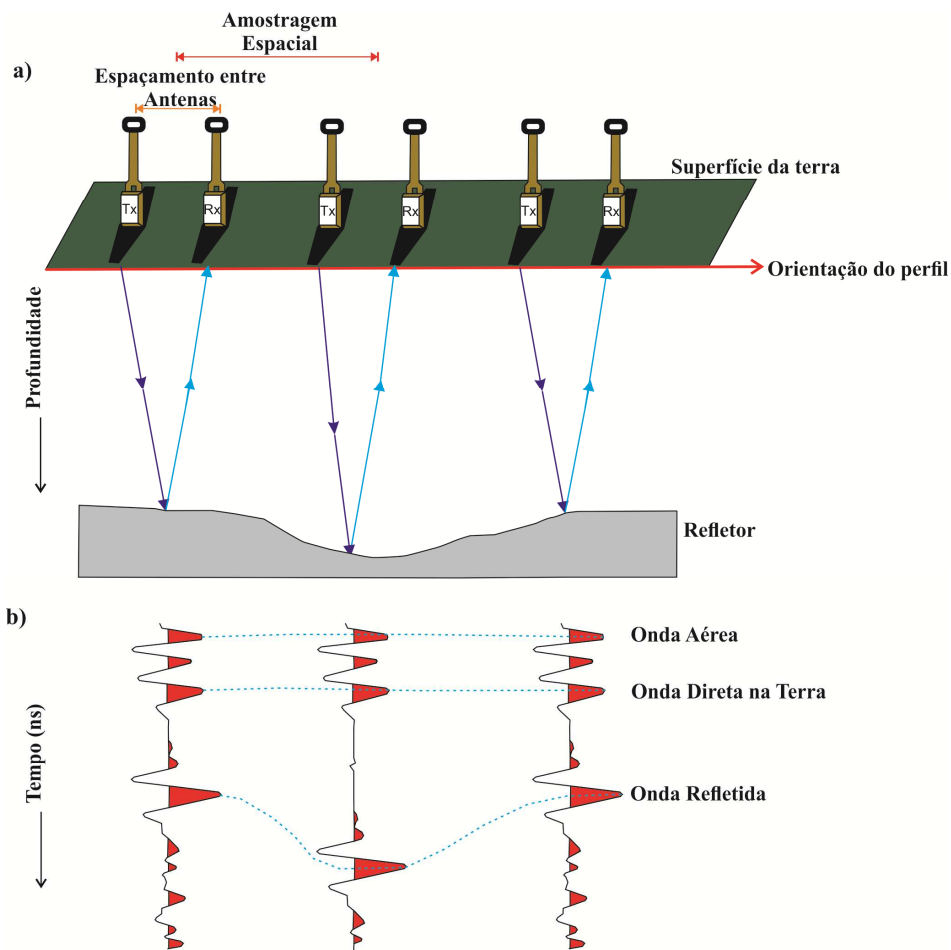 Amostragem
Espacial
a)
Espaçamento entre
Antenas
Superfície da terra
Tx
Rx
Tx
Rx
Tx
Rx
Orientação do perfil
Profundidade
Refletor
b)
Onda Aérea
Onda Direta na Terra
Tempo (ns)
Onda Refletida